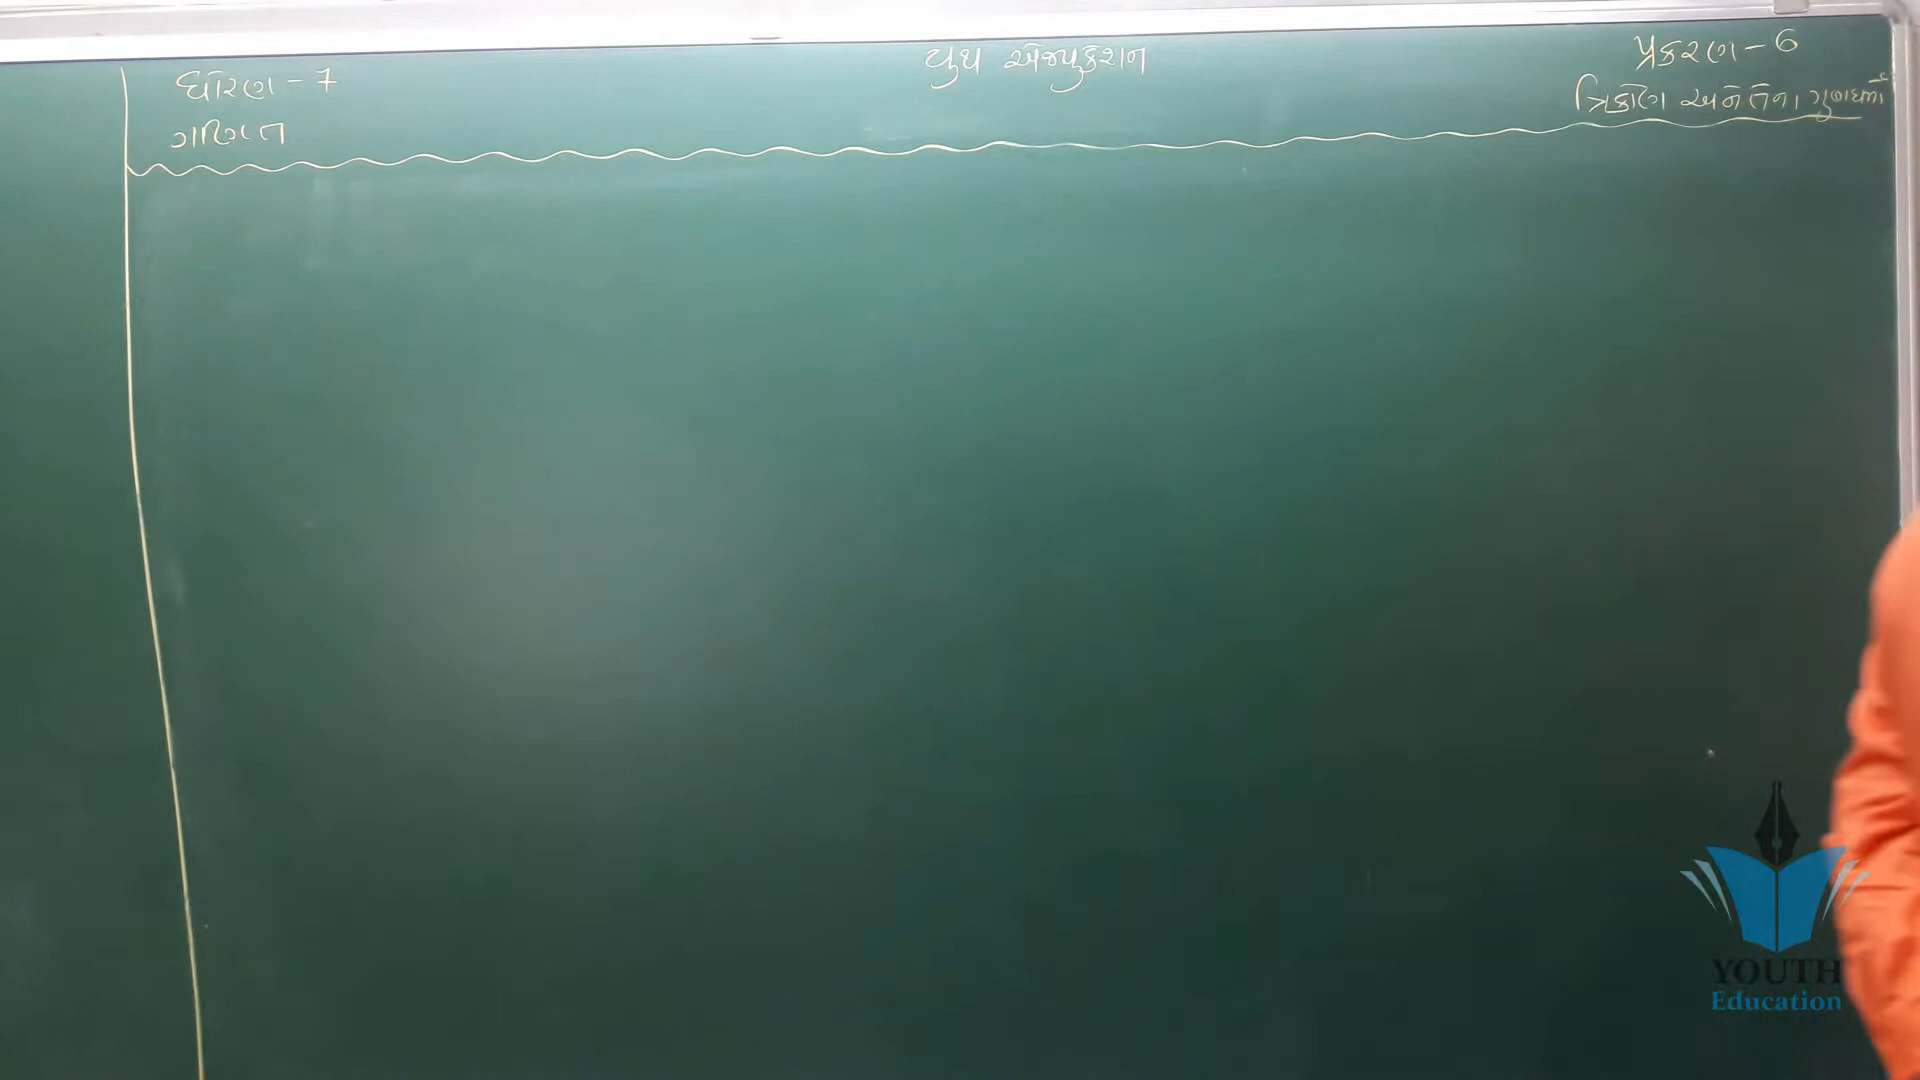 ધોરણ - 7
ગણિત
યુથ એજ્યુકેશન
પ્રકરણ - 6
ત્રિકોણ અને તેના ગુણધર્મો
YOUTH
Education